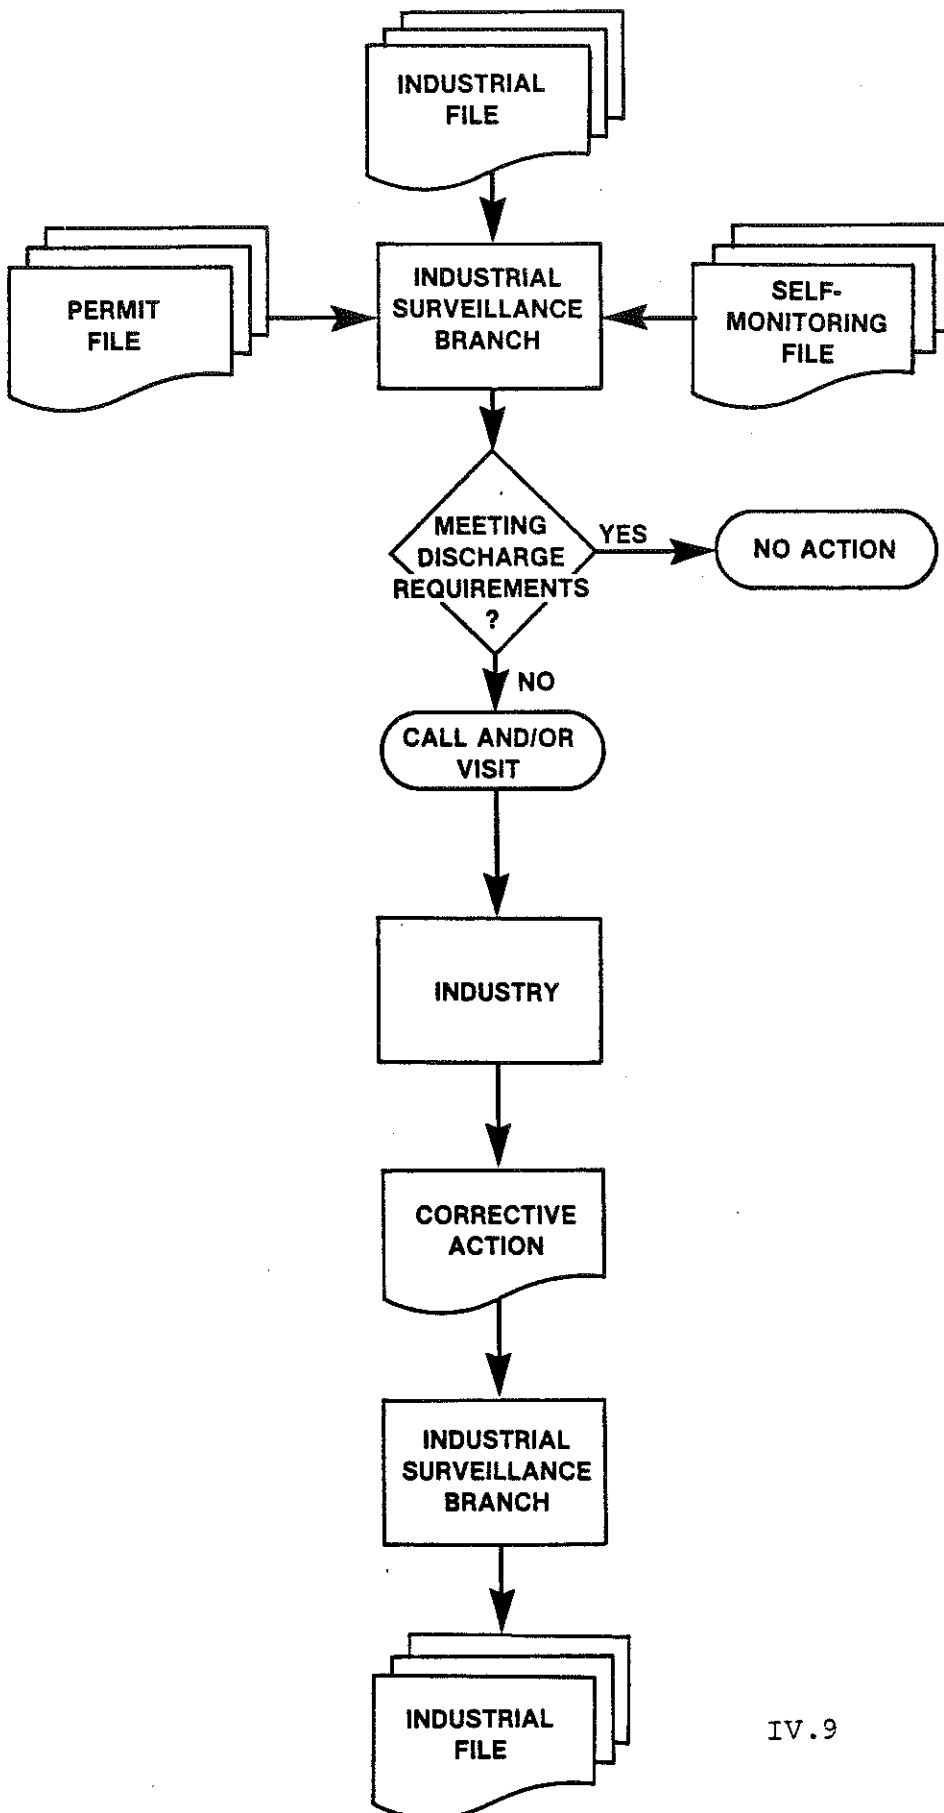 INDUSTRIAL
FILE
PERMIT
FILE
INDUSTRIAL
SURVEILLANCE
BRANCH
SELF-
MONITORING
FILE
MEETING
DISCHARGE
REQUIREMENTS
?
YES
NO ACTION
NO
CALL AND/OR
VISIT
INDUSTRY
CORRECTIVE
ACTION
INDUSTRIAL
SURVEILLANCE
BRANCH
INDUSTRIAL
FILE
IV.9